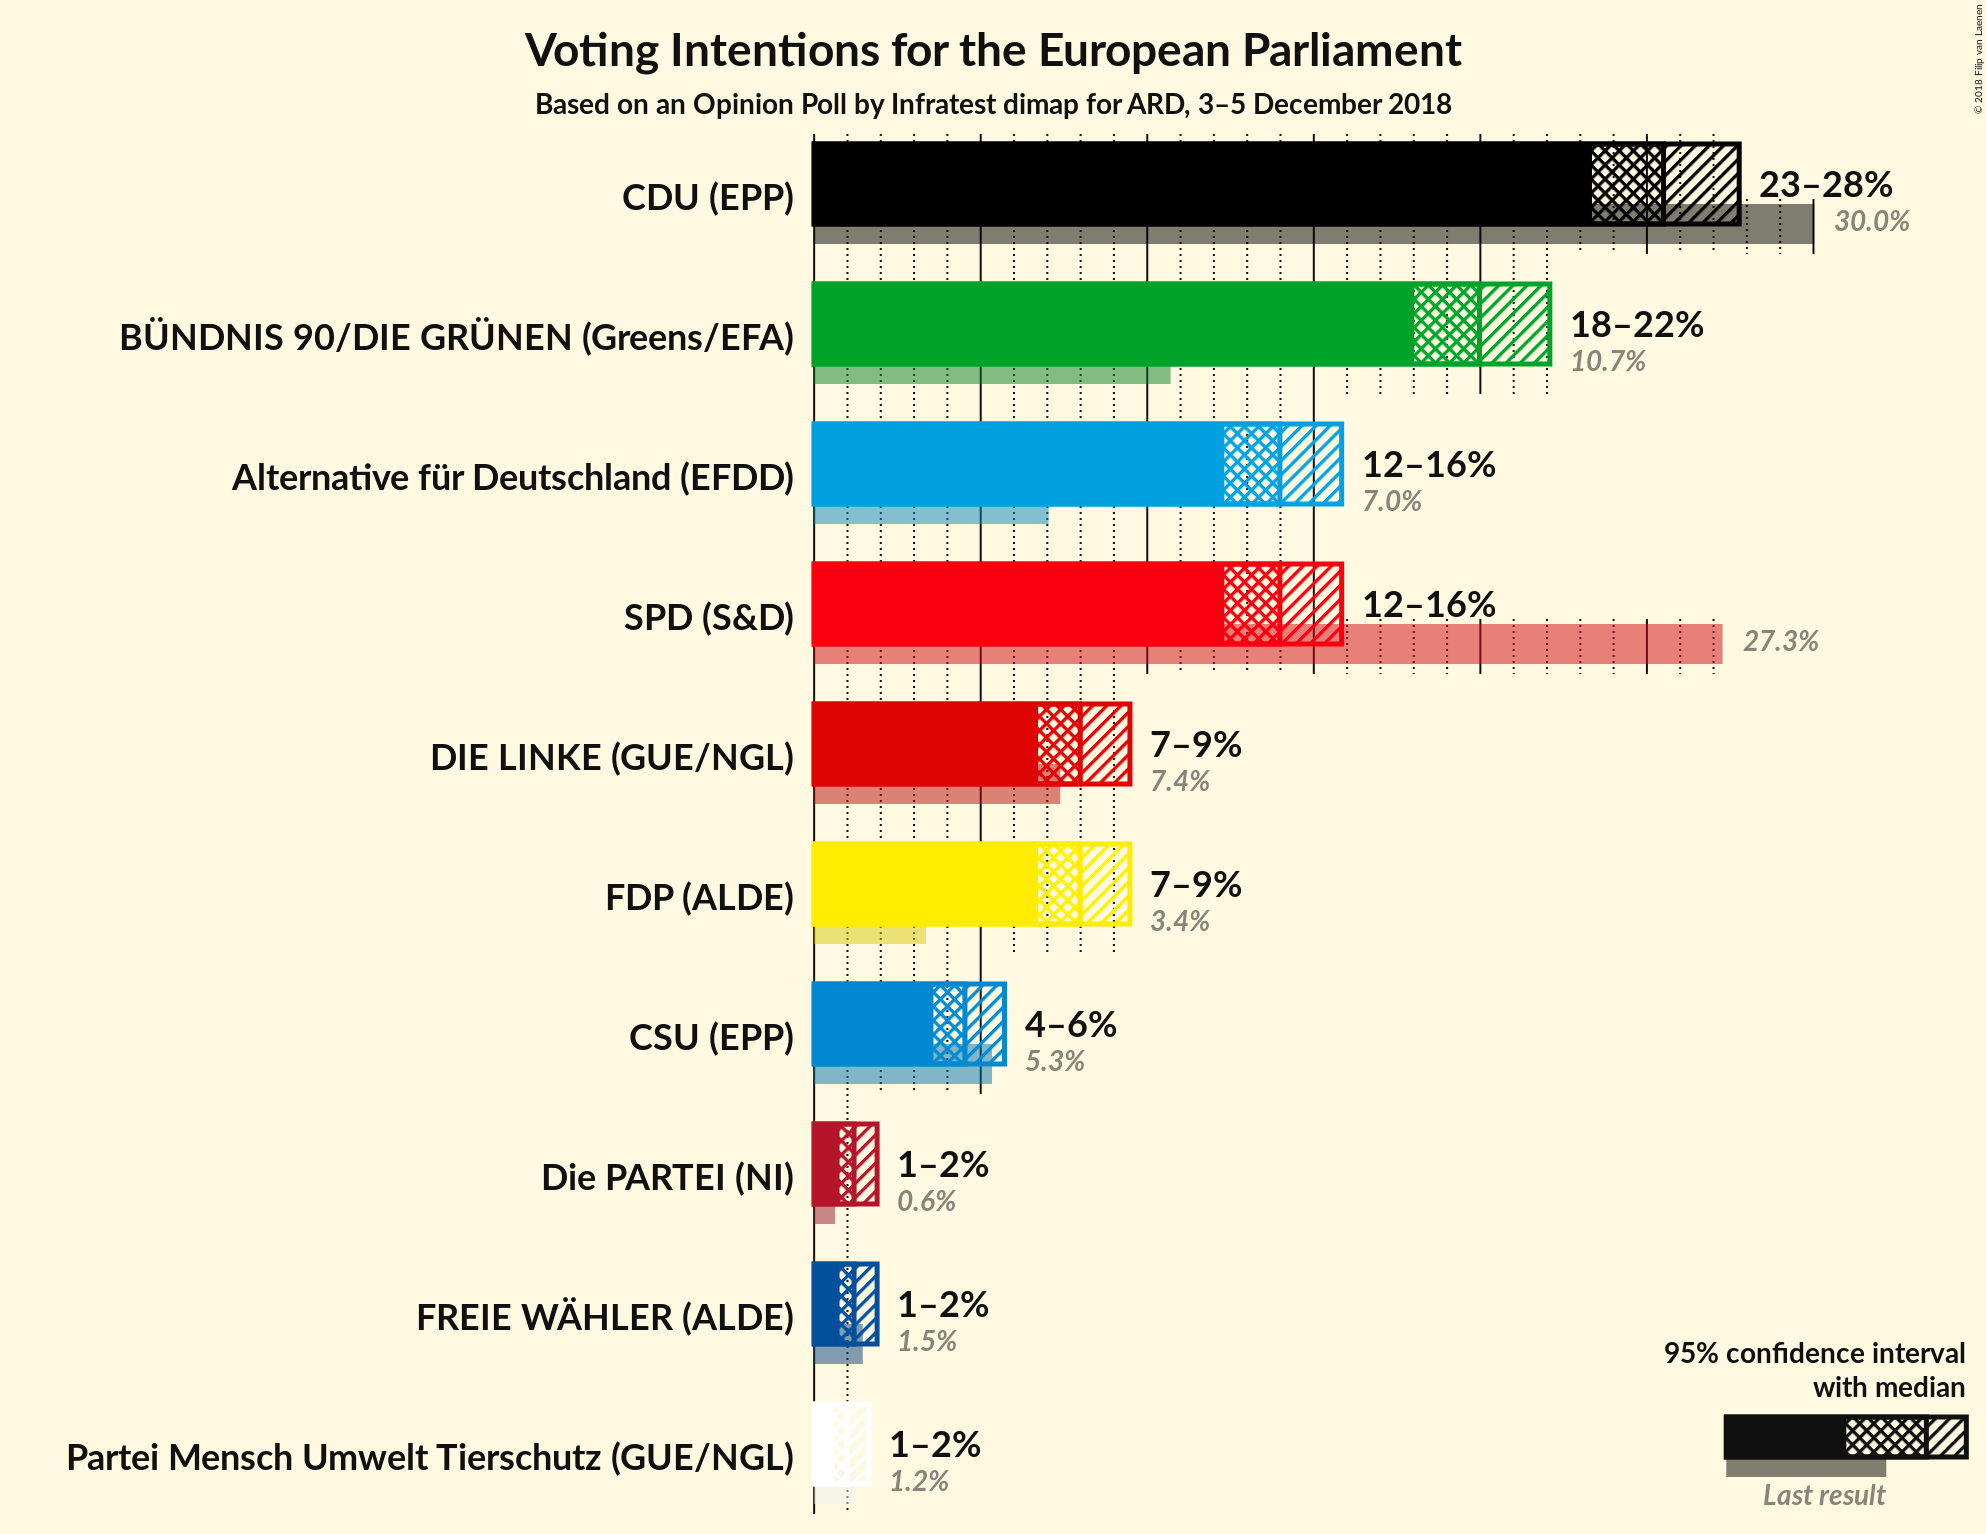 Voting Intentions for the European Parliament
Based on an Opinion Poll by Infratest dimap for ARD, 3–5 December 2018
© 2018 Filip van Laenen
CDU (EPP)
23–28%
30.0%
BÜNDNIS 90/DIE GRÜNEN (Greens/EFA)
18–22%
10.7%
Alternative für Deutschland (EFDD)
12–16%
7.0%
SPD (S&D)
12–16%
27.3%
DIE LINKE (GUE/NGL)
7–9%
7.4%
FDP (ALDE)
7–9%
3.4%
CSU (EPP)
4–6%
5.3%
Die PARTEI (NI)
1–2%
0.6%
FREIE WÄHLER (ALDE)
1–2%
1.5%
Partei Mensch Umwelt Tierschutz (GUE/NGL)
1–2%
1.2%
95% confidence interval
with median
Last result